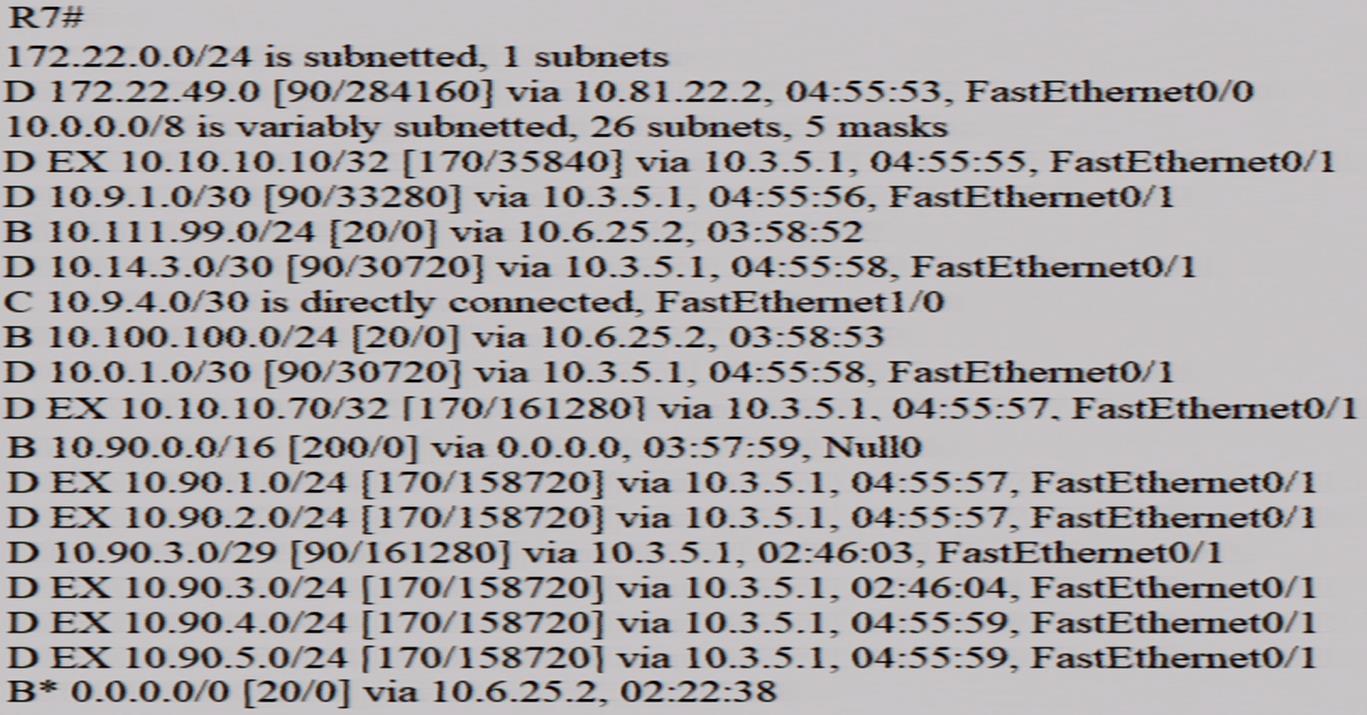 R7#
172.22.0.0/24 is subnetted, 1 subnets
D 172.22.49.0 [90/284160] via 10.81.22.2, 04:55:53, FastEthernet0/0
10.0.0.0/8 is variably subnetted, 26 subnets, 5 masks
D EX 10.10.10.10/32 [170/35840] via 10.3.5.1, 04:55:55, FastEthernet0/1
D 10.9.1.0/30 [90/33280] via 10.3.5.1, 04:55:56, FastEthernet0/1
B 10.111.99.0/24 [20/0] via 10.6.25.2, 03:58:52
D 10.14.3.0/30 [90/30720] via 10.3.5.1, 04:55:58, FastEthernet0/1
C 10.9.4.0/30 is directly connected, FastEthernet1/0
B 10.100.100.0/24 [20/0] via 10.6.25.2, 03:58:53
D 10.0.1.0/30 [90/30720] via 10.3.5.1, 04:55:58, FastEthernet0/1
D EX 10.10.10.70/32 [170/161280] via 10.3.5.1, 04:55:57, FastEthernet0/1
B 10.90.0.0/16 [200/0] via 0.0.0.0, 03:57:59, Null0
D EX 10.90.1.0/24 [170/158720] via 10.3.5.1, 04:55:57, FastEthernet0/1
D EX 10.90.2.0/24 [170/158720] via 10.3.5.1, 04:55:57, FastEthernet0/1
D 10.90.3.0/29 [90/161280] via 10.3.5.1, 02:46:03, FastEthernet0/1
D EX 10.90.3.0/24 [170/158720] via 10.3.5.1, 02:46:04, FastEthernet0/1
D EX 10.90.4.0/24 [170/158720] via 10.3.5.1, 04:55:59, FastEthernet0/1
D EX 10.90.5.0/24 [170/158720] via 10.3.5.1, 04:55:59, FastEthernet0/1
B* 0.0.0.0/0 [20/0] via 10.6.25.2, 02:22:38